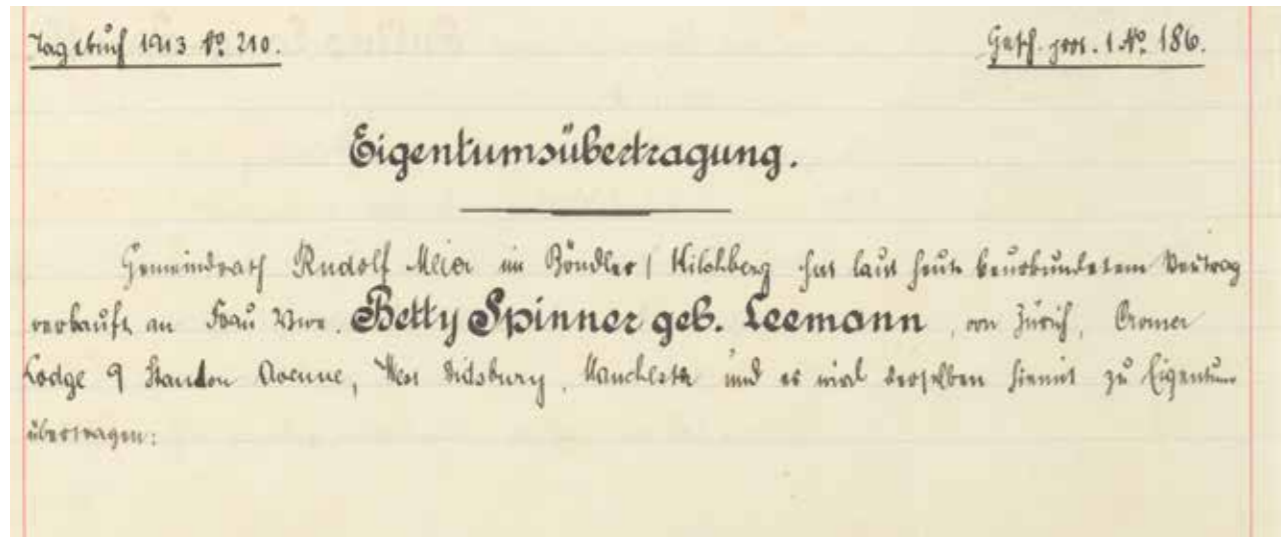 Tagebuch 1913 No. 210.
Gesch. prot. 1 No. 186.
Eigentumsübertragung.
Gemeindrath Rudolf Meier im Böndler / Kilchberg hat laut heute beurkundetem Vertrag
verkauft an Frau Wwe. Betty Spinner geb. Leemann, von Zürich, Cromer
Lodge 9 Standon Avenue, West Didsbury, Manchester und es wird derselben hiemit zu Eigentum
übertragen: